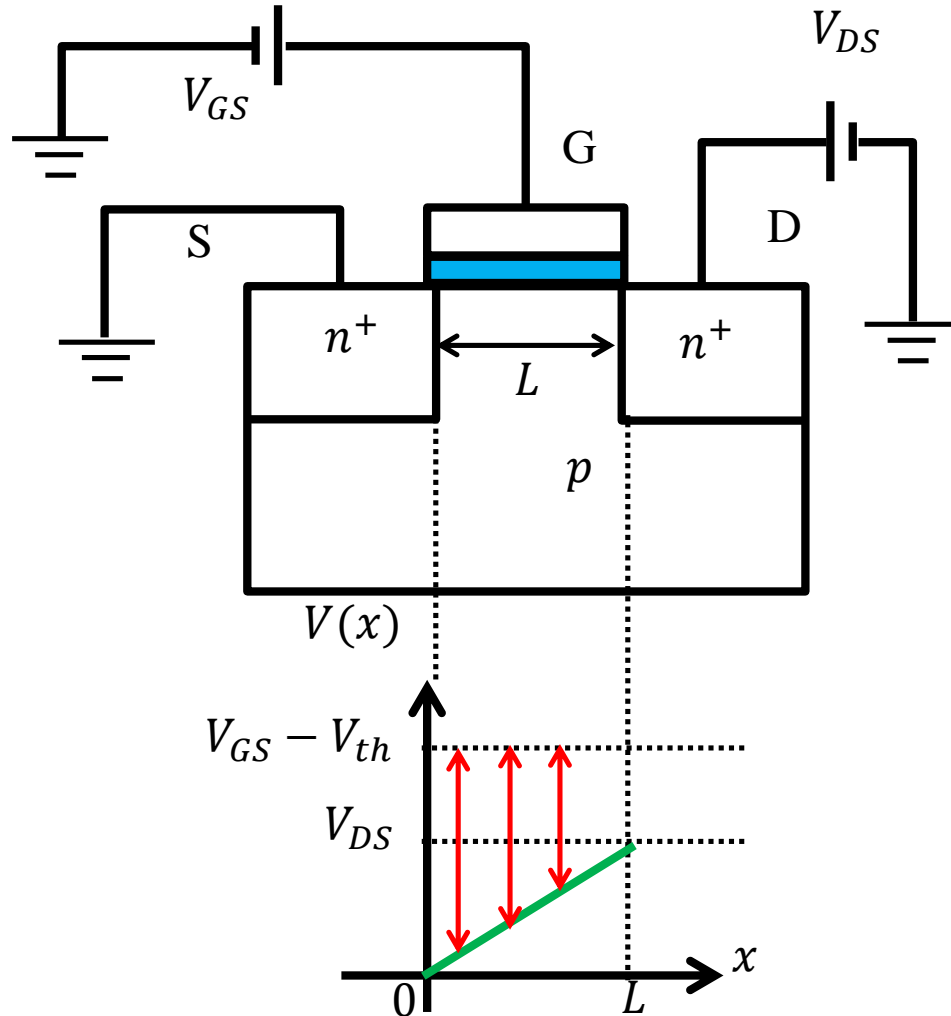 V_{DS}
V_{GS}
G
S
D
n^+
n^+
L
p
V(x)
V_{GS} − V_{th}
V_{DS}
x
0
L